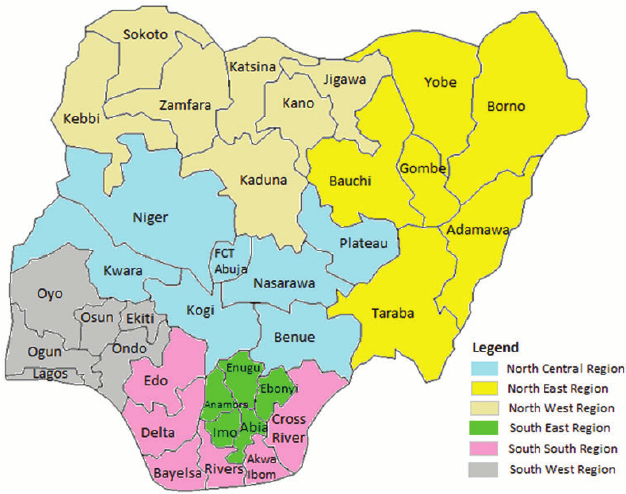 Sokoto
Katsina
Jigawa
Yobe
Borno
Zamfara
Kano
Kebbi
Kaduna
Bauchi
Gombe
Niger
Adamawa
Plateau
FCT
Abuja
Kwara
Nasarawa
Oyo
Kogi
Taraba
Osun
Ekiti
Benue
Ogun
Ondo
Lagos
Edo
Enugu
Ebonyi
Anambra
Cross
River
Delta
Imo
Abia
Bayelsa
Rivers
Akwa
Ibom
Legend
North Central Region
North East Region
North West Region
South East Region
South South Region
South West Region